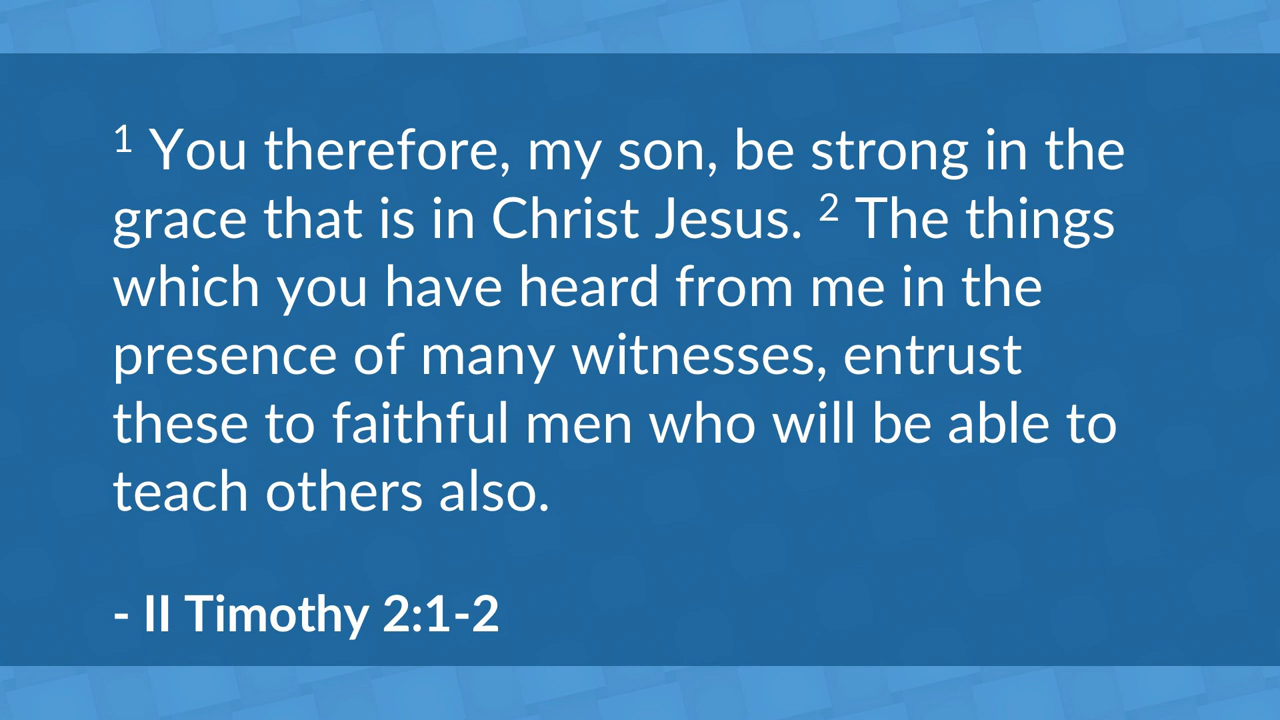 ¹ You therefore, my son, be strong in the
grace that is in Christ Jesus. ² The things
which you have heard from me in the
presence of many witnesses, entrust
these to faithful men who will be able to
teach others also.
- II Timothy 2:1-2